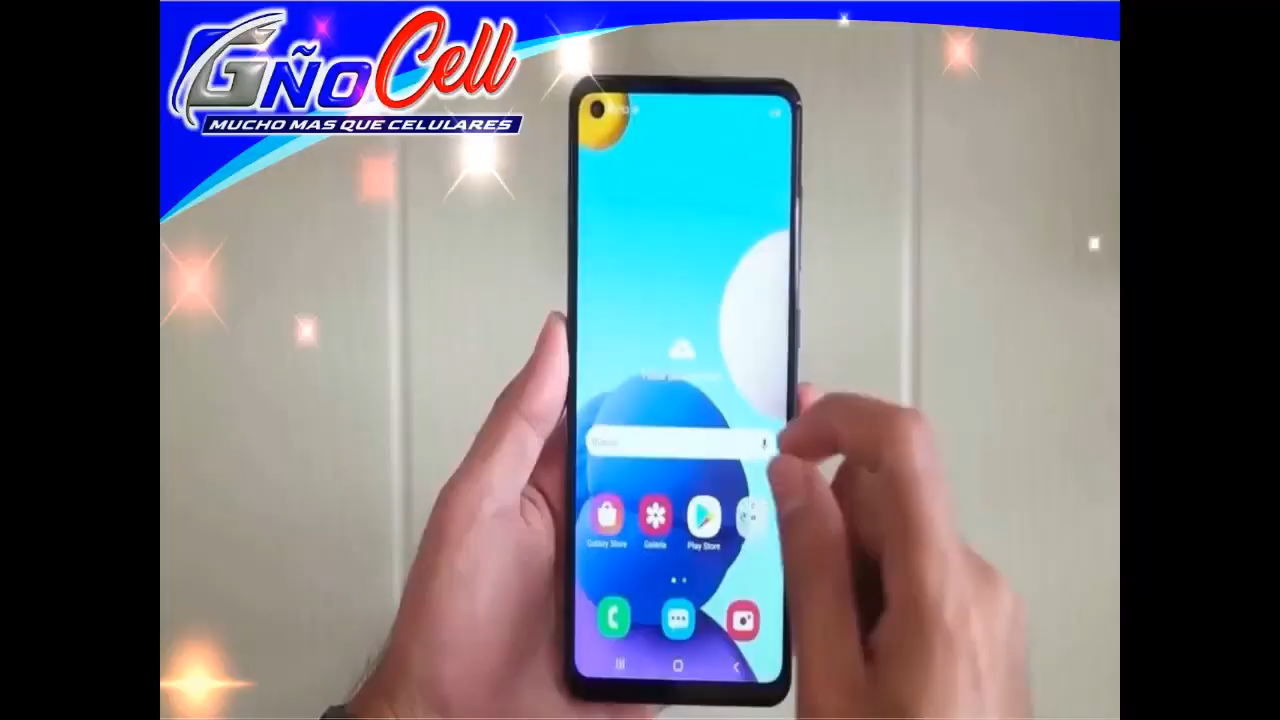 GÑOCell
MUCHO MAS QUE CELULARES
Galaxy Store
Galería
Play Store